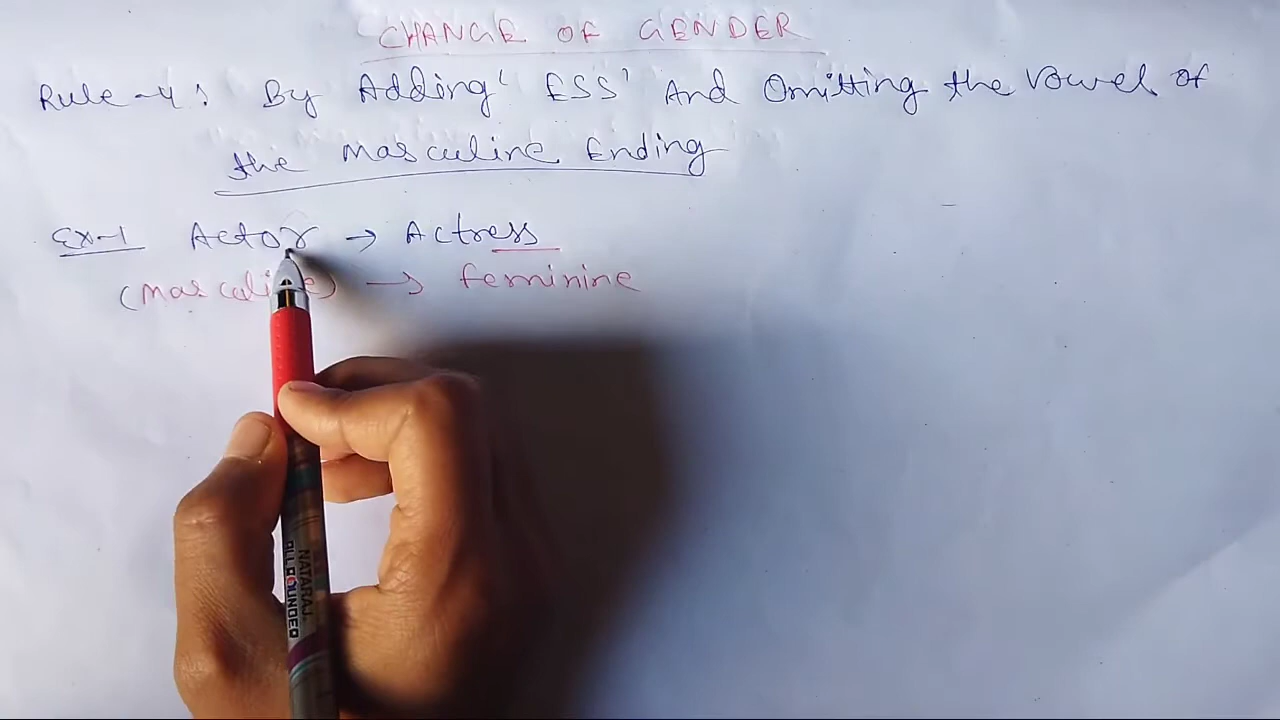 CHANGE OF GENDER
Rule-4: By Adding 'ESS' And Omitting the Vowel of
the Masculine Ending
Ex-1 Actor → Actress
(Masculine) → feminine
NATARAJ